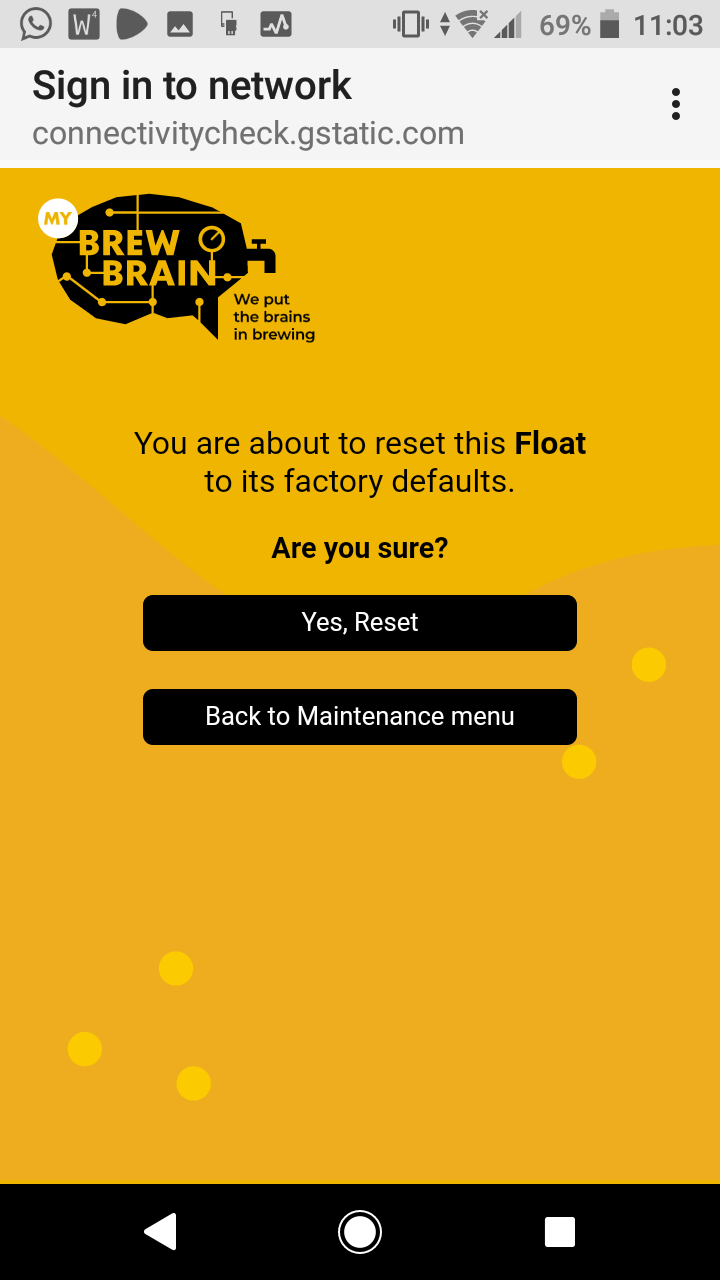 W4
69% 11:03
Sign in to network
connectivitycheck.gstatic.com
MY
BREW
BRAIN
We put
the brains
in brewing
You are about to reset this Float
to its factory defaults.
Are you sure?
Yes, Reset
Back to Maintenance menu